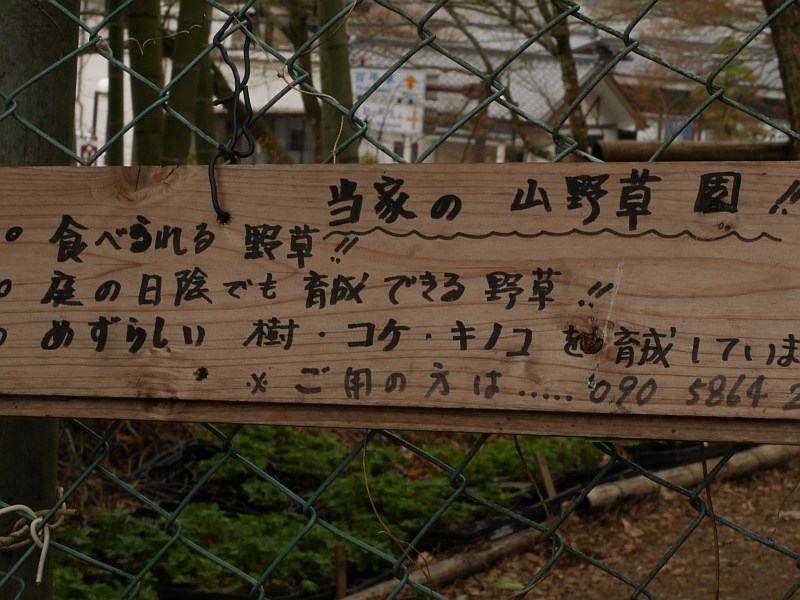 当家の 山野草園!!
○ 食べられる 野草!!
○ 庭の日陰でも 育成できる 野草!!
○ めずらしい 樹・コケ・キノコ を育成していま
※ ご用の方は……090 5864 2